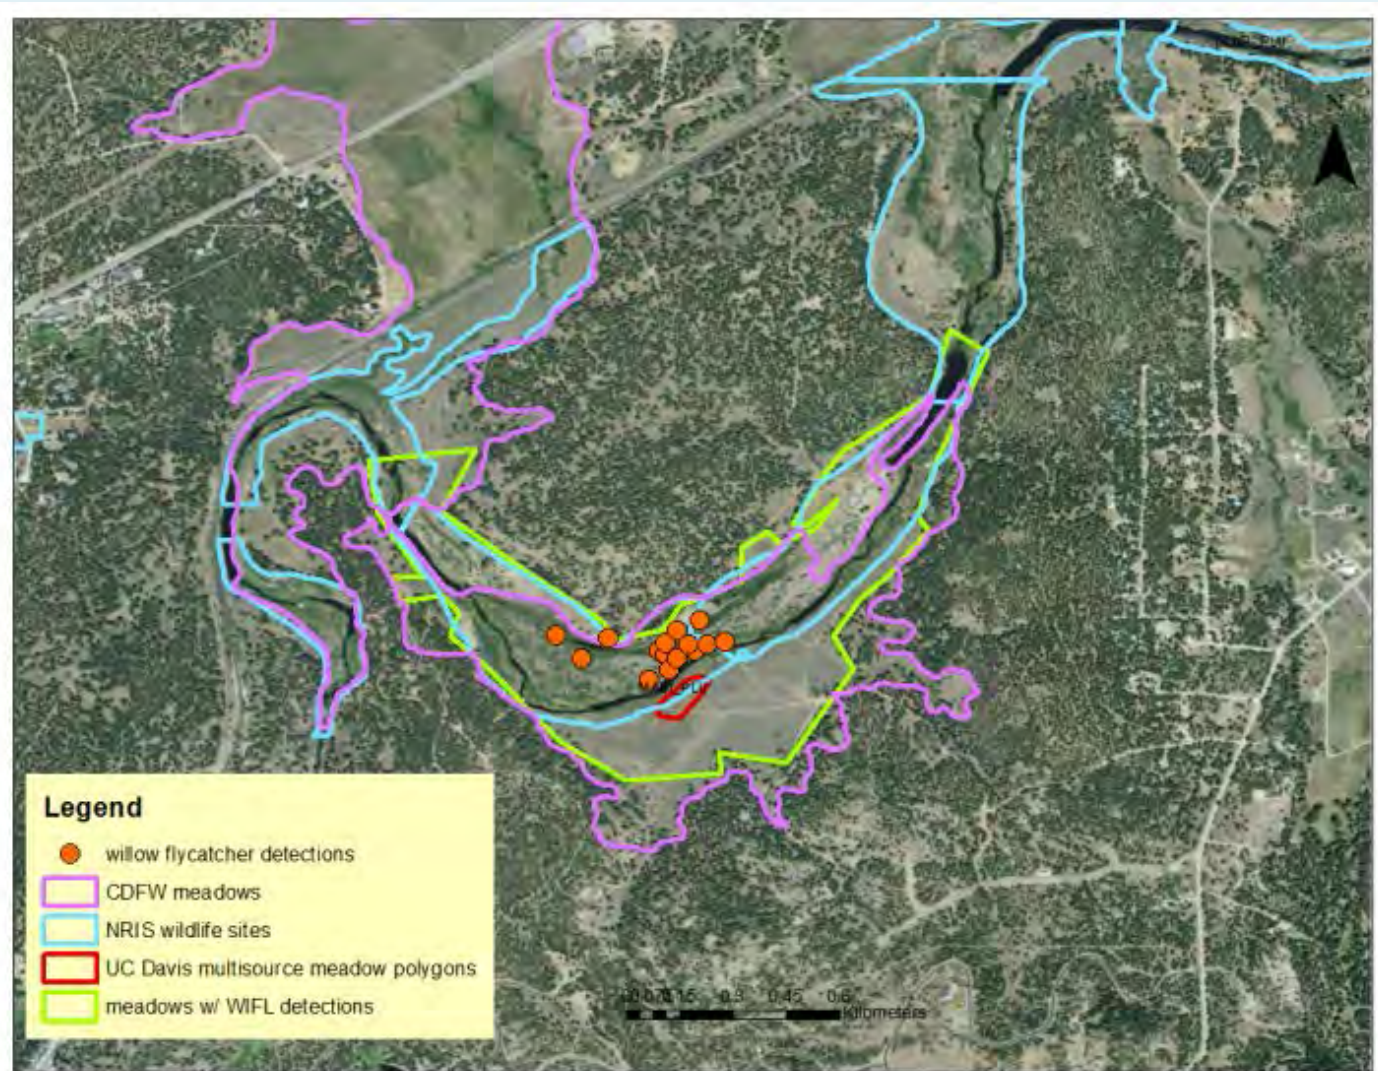 N
Legend
willow flycatcher detections
CDFW meadows
NRIS wildlife sites
UC Davis multisource meadow polygons
meadows w/ WIFL detections
0.3 0.45 0.6
Kilometers